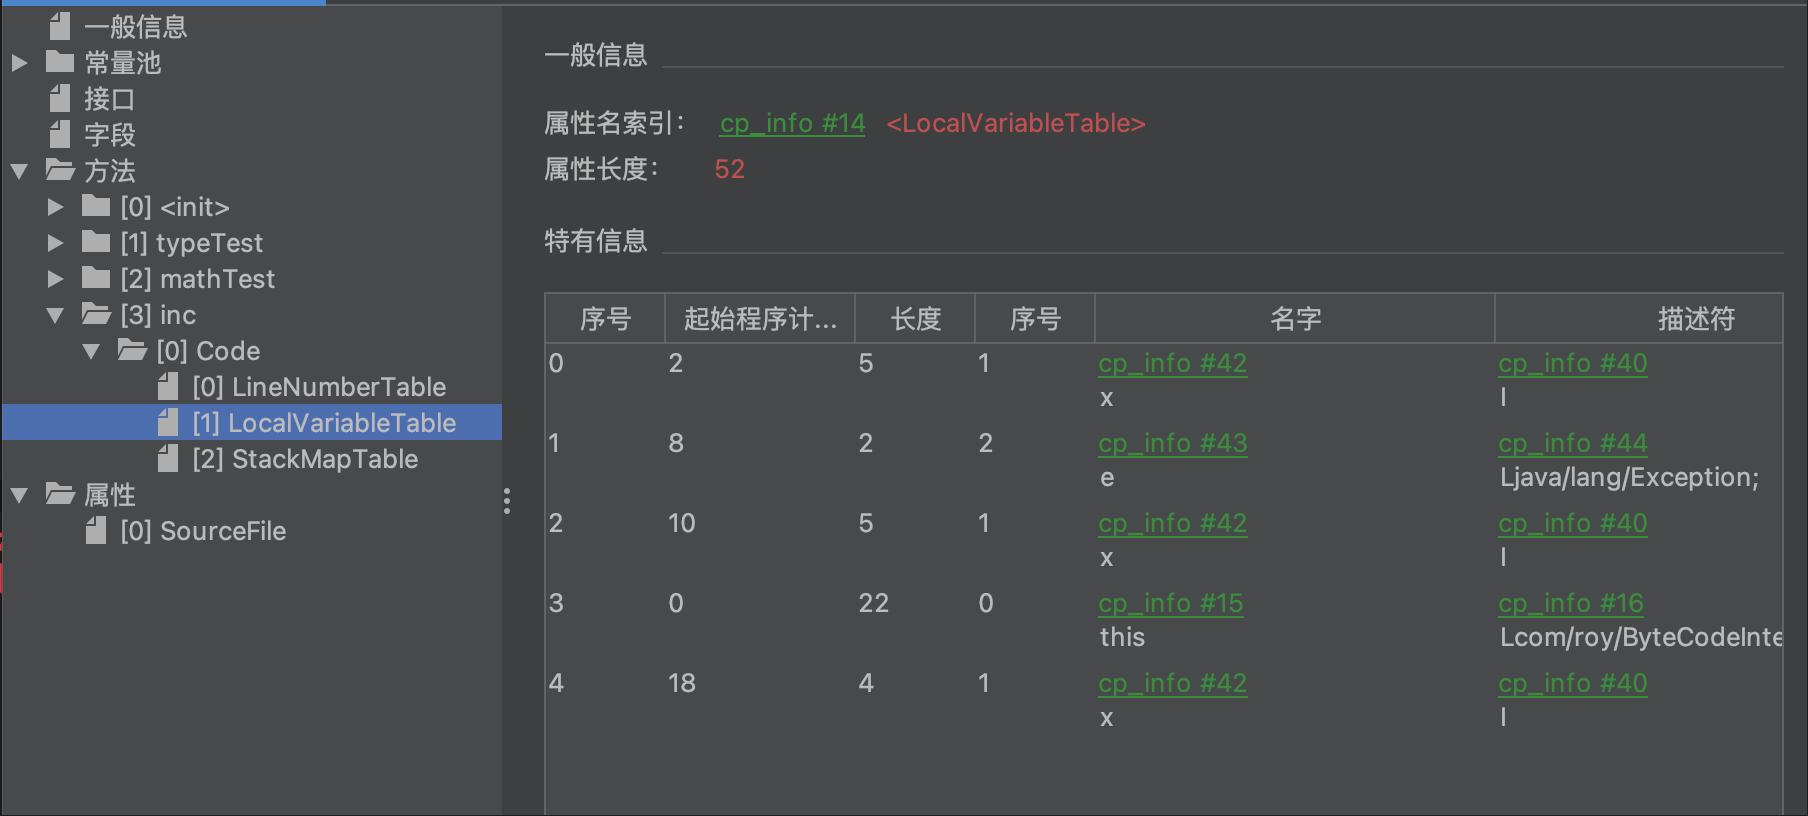 一般信息
常量池
接口
字段
方法
[0] <init>
[1] typeTest
[2] mathTest
[3] inc
[0] Code
[0] LineNumberTable
[1] LocalVariableTable
[2] StackMapTable
属性
[0] SourceFile
一般信息
属性名索引： cp_info #14 <LocalVariableTable>
属性长度： 52
特有信息
序号 起始程序计... 长度 序号 名字 描述符
0 2 5 1 cp_info #42 cp_info #40
x I
1 8 2 2 cp_info #43 cp_info #44
e Ljava/lang/Exception;
2 10 5 1 cp_info #42 cp_info #40
x I
3 0 22 0 cp_info #15 cp_info #16
this Lcom/roy/ByteCodeInte
4 18 4 1 cp_info #42 cp_info #40
x I